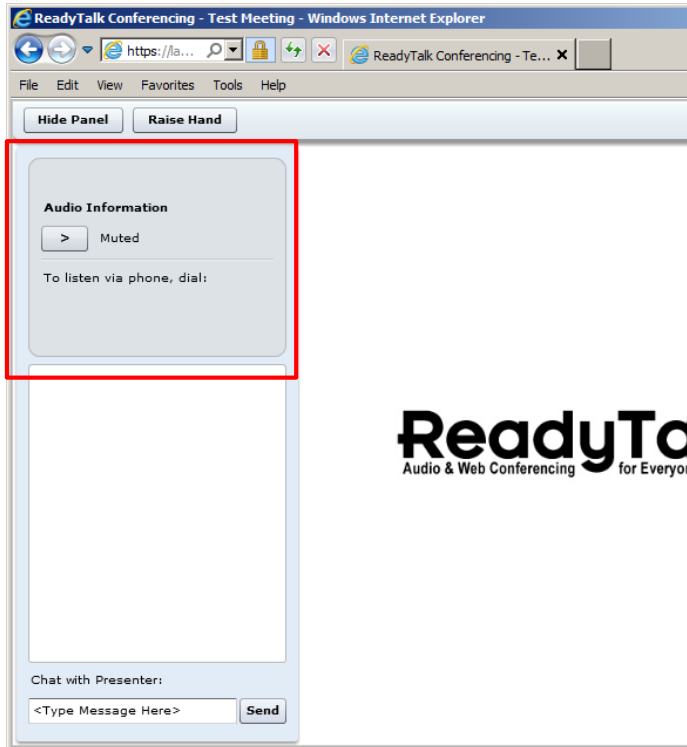 ReadyTalk Conferencing - Test Meeting - Windows Internet Explorer
https://la...
ReadyTalk Conferencing - Te...
File Edit View Favorites Tools Help
Hide Panel Raise Hand
Audio Information
> Muted
To listen via phone, dial:
ReadyTa
Audio & Web Conferencing for Everyon
Chat with Presenter:
<Type Message Here> Send